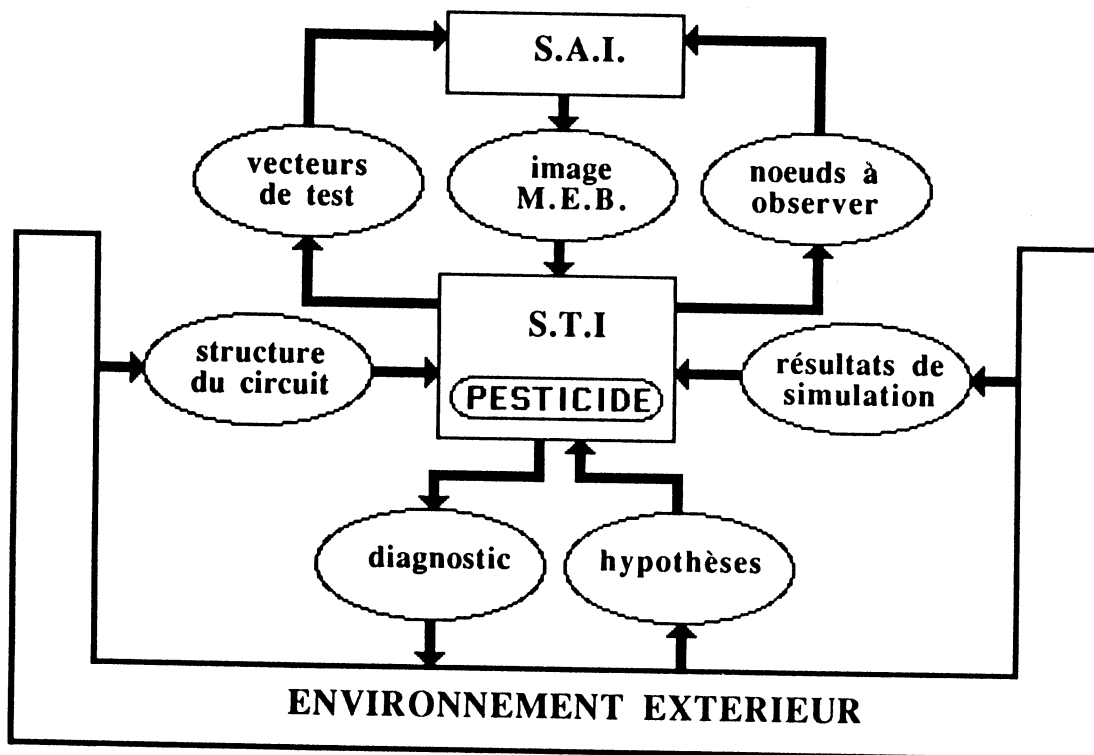 S.A.I.
vecteurs
de test
image
M.E.B.
noeuds à
observer
S.T.I
PESTICIDE
structure
du circuit
résultats de
simulation
diagnostic
hypothèses
ENVIRONNEMENT EXTERIEUR